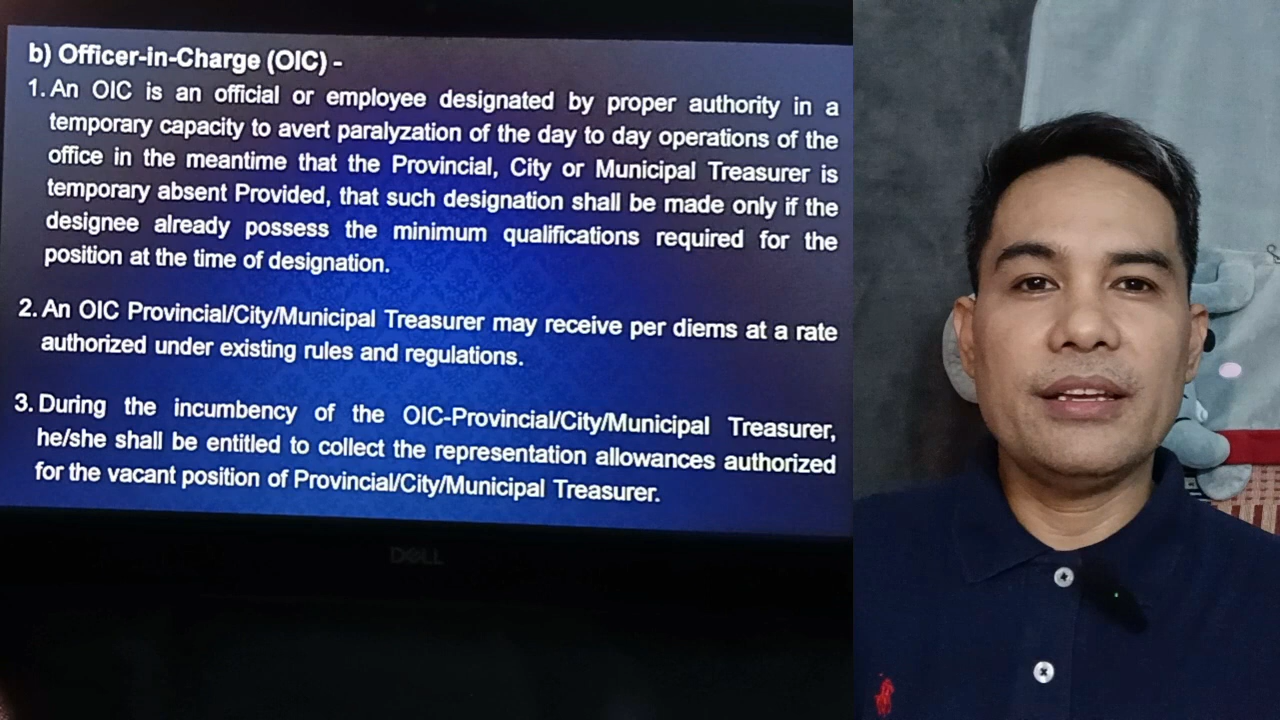 b) Officer-in-Charge (OIC) -
1. An OIC is an official or employee designated by proper authority in a
temporary capacity to avert paralyzation of the day to day operations of the
office in the meantime that the Provincial, City or Municipal Treasurer is
temporary absent Provided, that such designation shall be made only if the
designee already possess the minimum qualifications required for the
position at the time of designation.
2. An OIC Provincial/City/Municipal Treasurer may receive per diems at a rate
authorized under existing rules and regulations.
3. During the incumbency of the OIC-Provincial/City/Municipal Treasurer,
he/she shall be entitled to collect the representation allowances authorized
for the vacant position of Provincial/City/Municipal Treasurer.
DELL